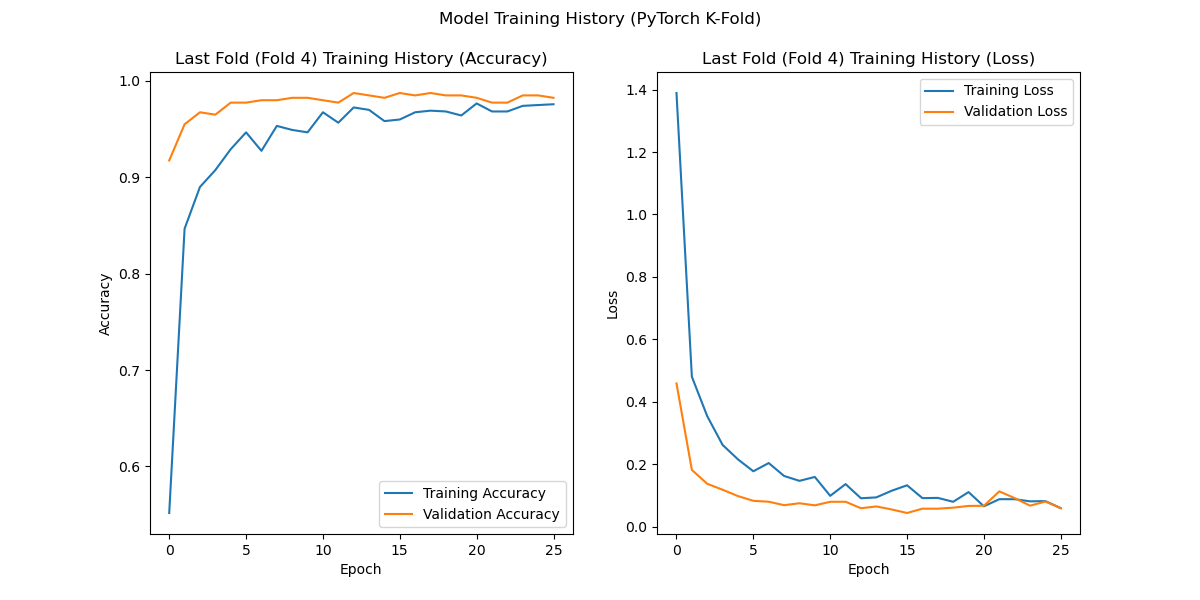 Model Training History (PyTorch K-Fold)
Last Fold (Fold 4) Training History (Accuracy)
1.0
0.9
0.8
0.7
0.6
Accuracy
Training Accuracy
Validation Accuracy
0 5 10 15 20 25
Epoch
Last Fold (Fold 4) Training History (Loss)
Training Loss
Validation Loss
1.4
1.2
1.0
0.8
0.6
0.4
0.2
0.0
Loss
0 5 10 15 20 25
Epoch